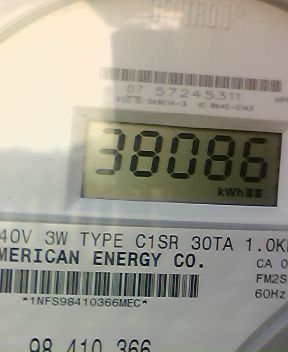 CENTRON®
07 57245311
38086
kWh
40V 3W TYPE C1SR 30TA 1.0K
MERICAN ENERGY CO.
CA 0
FM2S
*1NFS98410366MEC*
60Hz
98 410 366